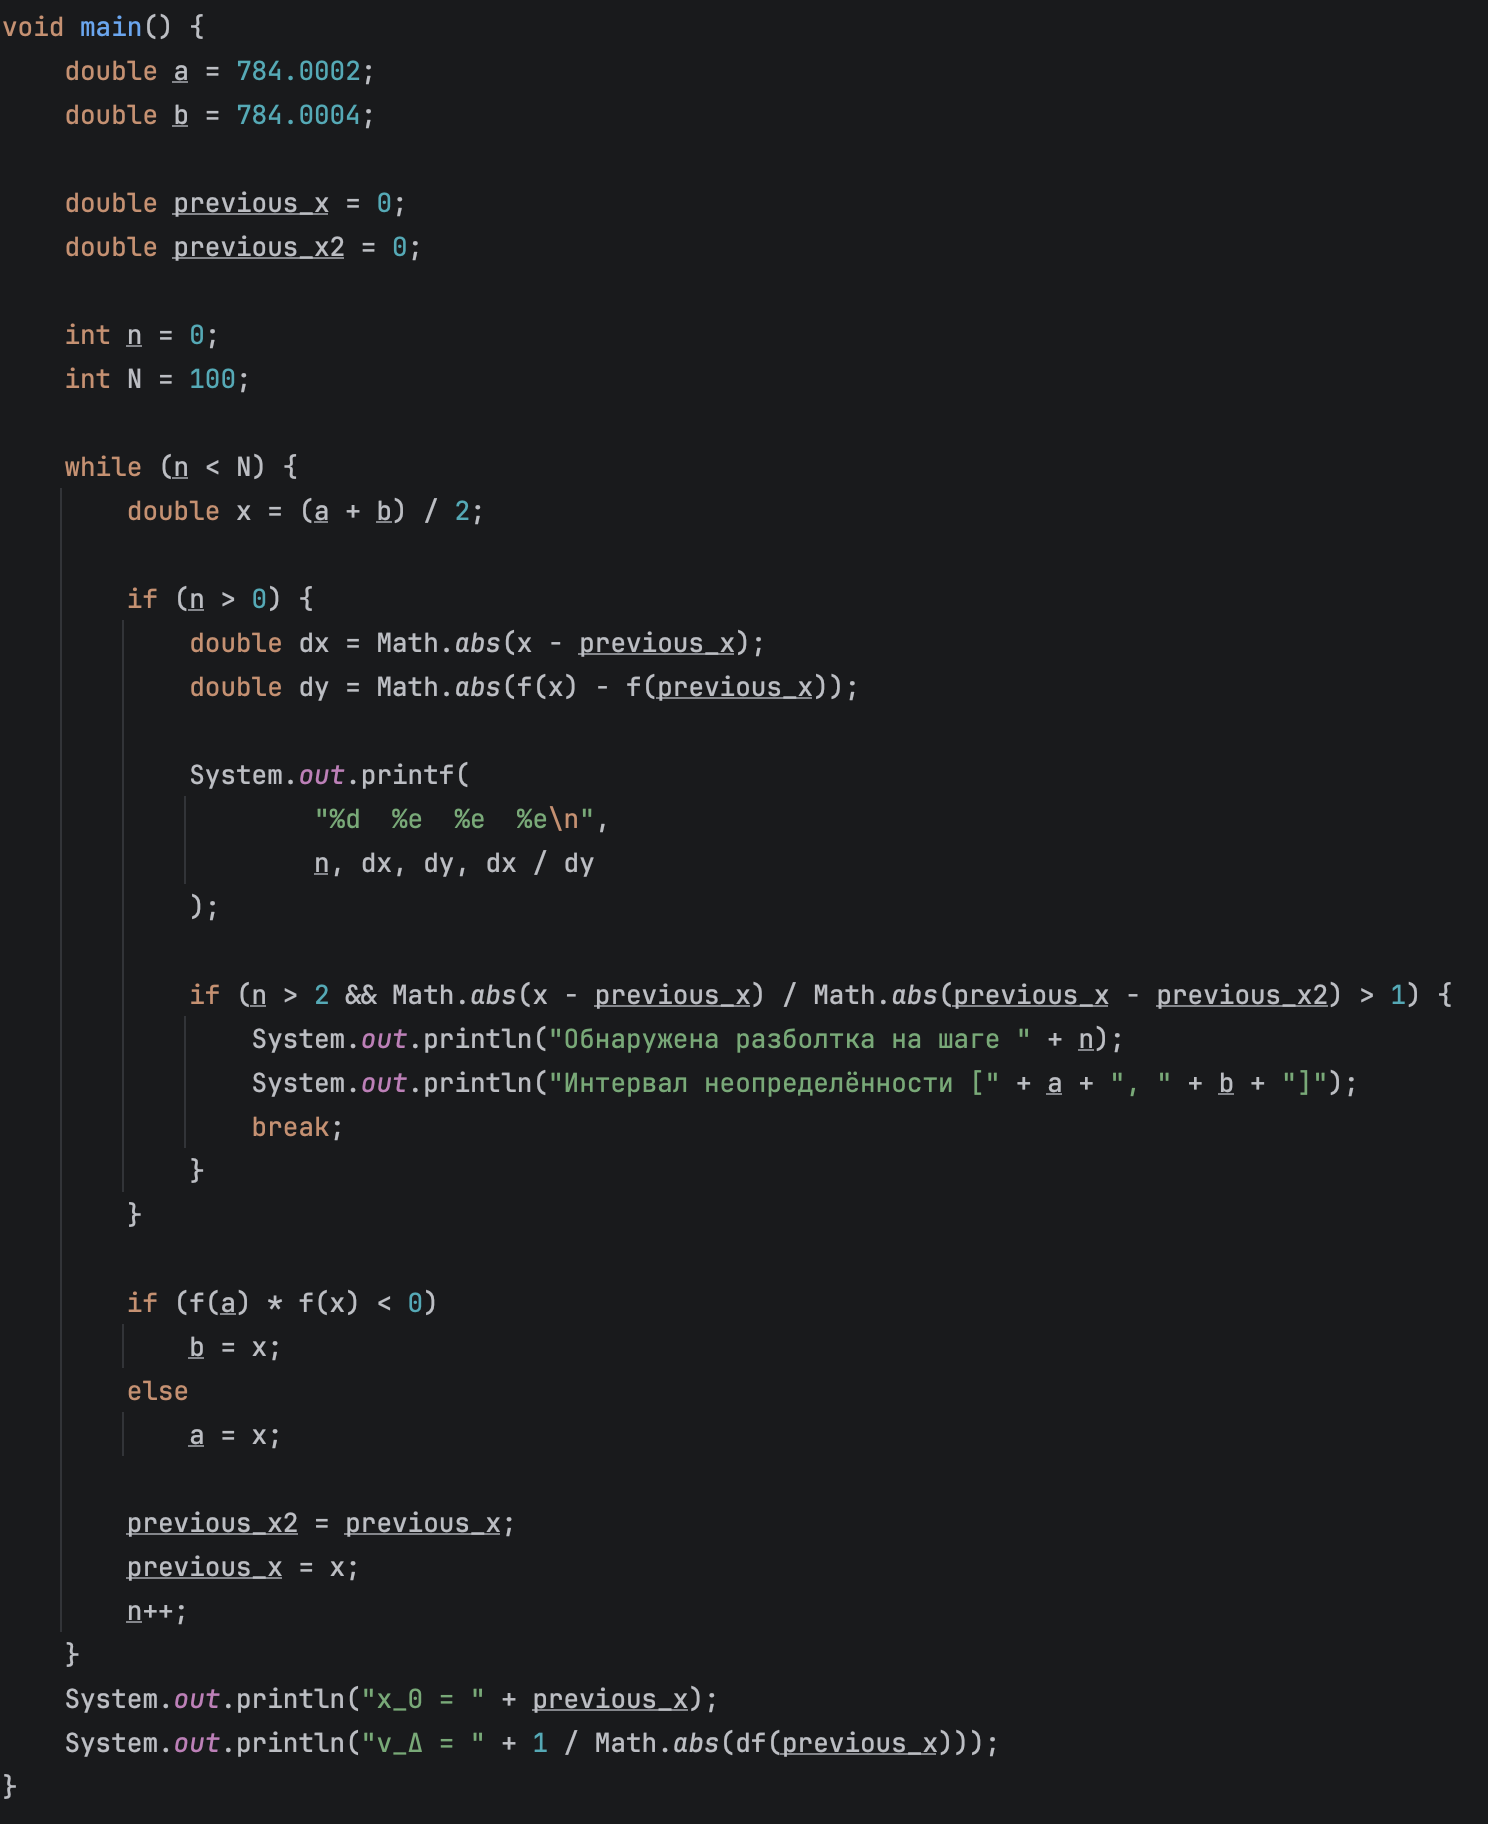 void main() {
    double a = 784.0002;
    double b = 784.0004;

    double previous_x = 0;
    double previous_x2 = 0;

    int n = 0;
    int N = 100;

    while (n < N) {
        double x = (a + b) / 2;

        if (n > 0) {
            double dx = Math.abs(x - previous_x);
            double dy = Math.abs(f(x) - f(previous_x));

            System.out.printf(
                    "%d  %e  %e  %e\n",
                    n, dx, dy, dx / dy
            );

            if (n > 2 && Math.abs(x - previous_x) / Math.abs(previous_x - previous_x2) > 1) {
                System.out.println("Обнаружена разболтка на шаге " + n);
                System.out.println("Интервал неопределённости [" + a + ", " + b + "]");
                break;
            }
        }

        if (f(a) * f(x) < 0)
            b = x;
        else
            a = x;

        previous_x2 = previous_x;
        previous_x = x;
        n++;
    }
    System.out.println("x_0 = " + previous_x);
    System.out.println("v_Δ = " + 1 / Math.abs(df(previous_x)));
}